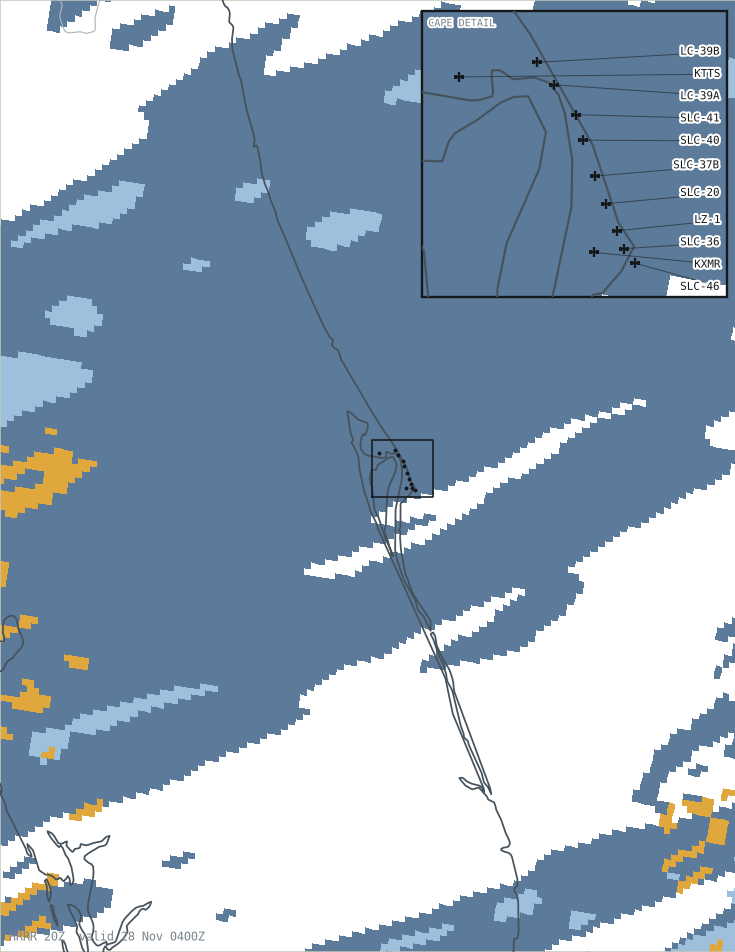 CAPE DETAIL
LC-39B
KTTS
LC-39A
SLC-41
SLC-40
SLC-37B
SLC-20
LZ-1
SLC-36
KXMR
SLC-46
HRRR 20Z valid 28 Nov 0400Z